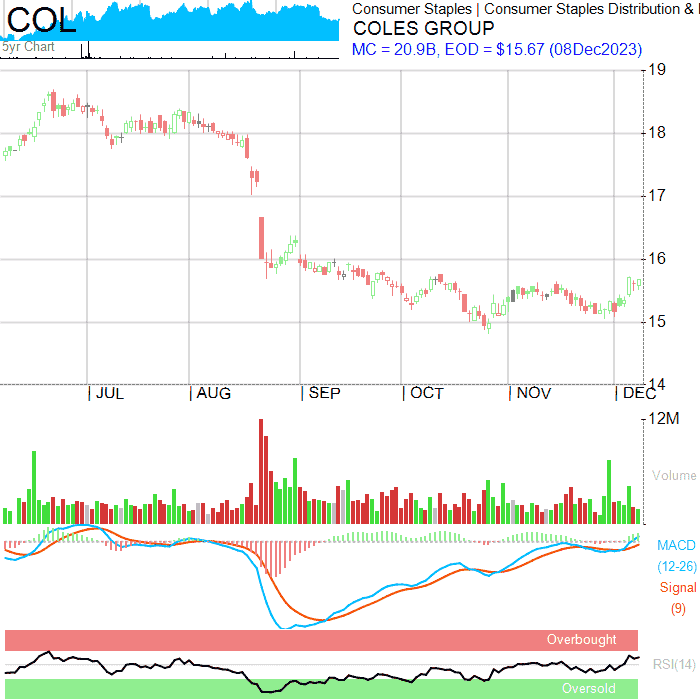 COL
5yr Chart
Consumer Staples | Consumer Staples Distribution &
COLES GROUP
MC = 20.9B, EOD = $15.67 (08Dec2023)
19
18
17
16
15
14
JUL AUG SEP OCT NOV DEC
12M
Volume
MACD
(12-26)
Signal
(9)
Overbought
RSI(14)
Oversold